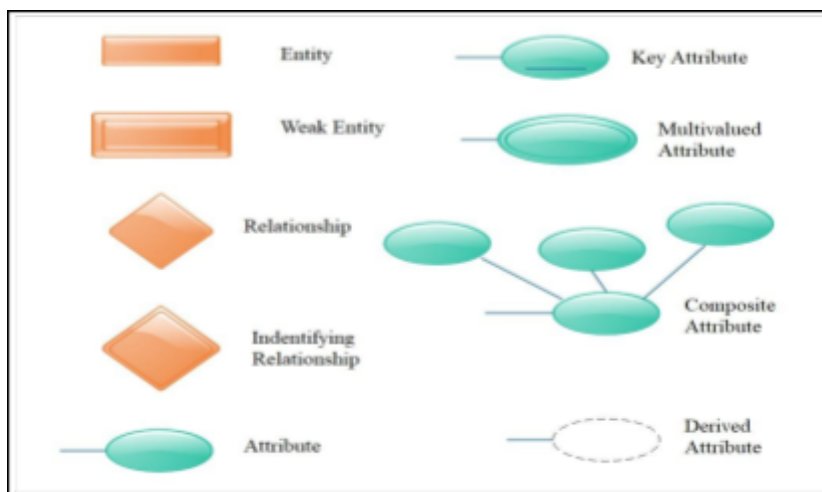 Entity
Weak Entity
Relationship
Indentifying
Relationship
Attribute
Key Attribute
Multivalued
Attribute
Composite
Attribute
Derived
Attribute